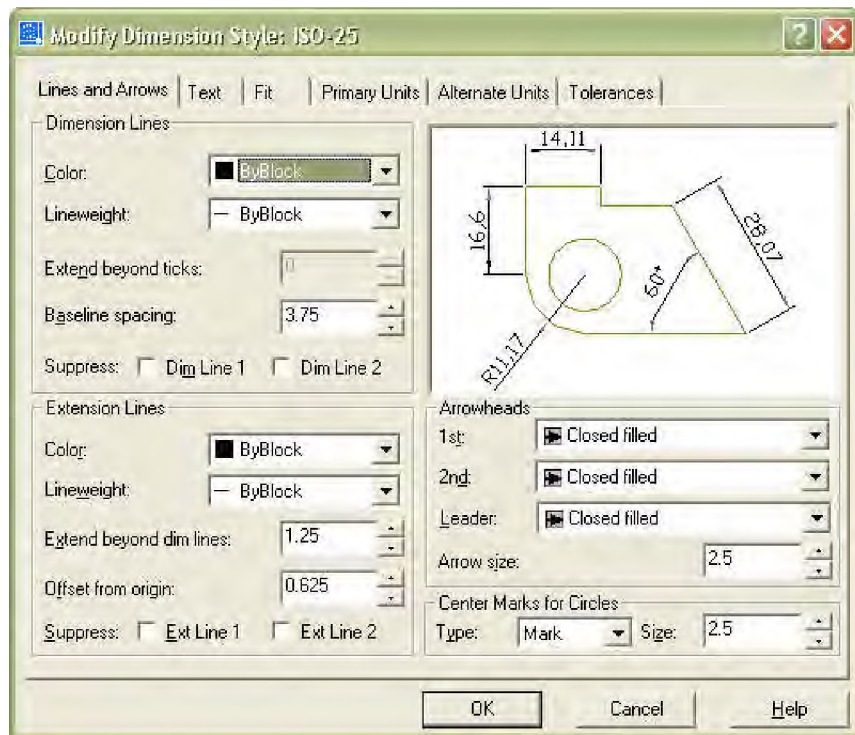 Modify Dimension Style: ISO-25
Lines and Arrows Text Fit Primary Units Alternate Units Tolerances
Dimension Lines
Color: ByBlock
Lineweight: ByBlock
Extend beyond ticks: 0
Baseline spacing: 3.75
Suppress: Dim Line 1 Dim Line 2
Extension Lines
Color: ByBlock
Lineweight: ByBlock
Extend beyond dim lines: 1.25
Offset from origin: 0.625
Suppress: Ext Line 1 Ext Line 2
14,11
16,6
28,07
60°
R11,17
Arrowheads
1st: Closed filled
2nd: Closed filled
Leader: Closed filled
Arrow size: 2.5
Center Marks for Circles
Type: Mark Size: 2.5
OK Cancel Help